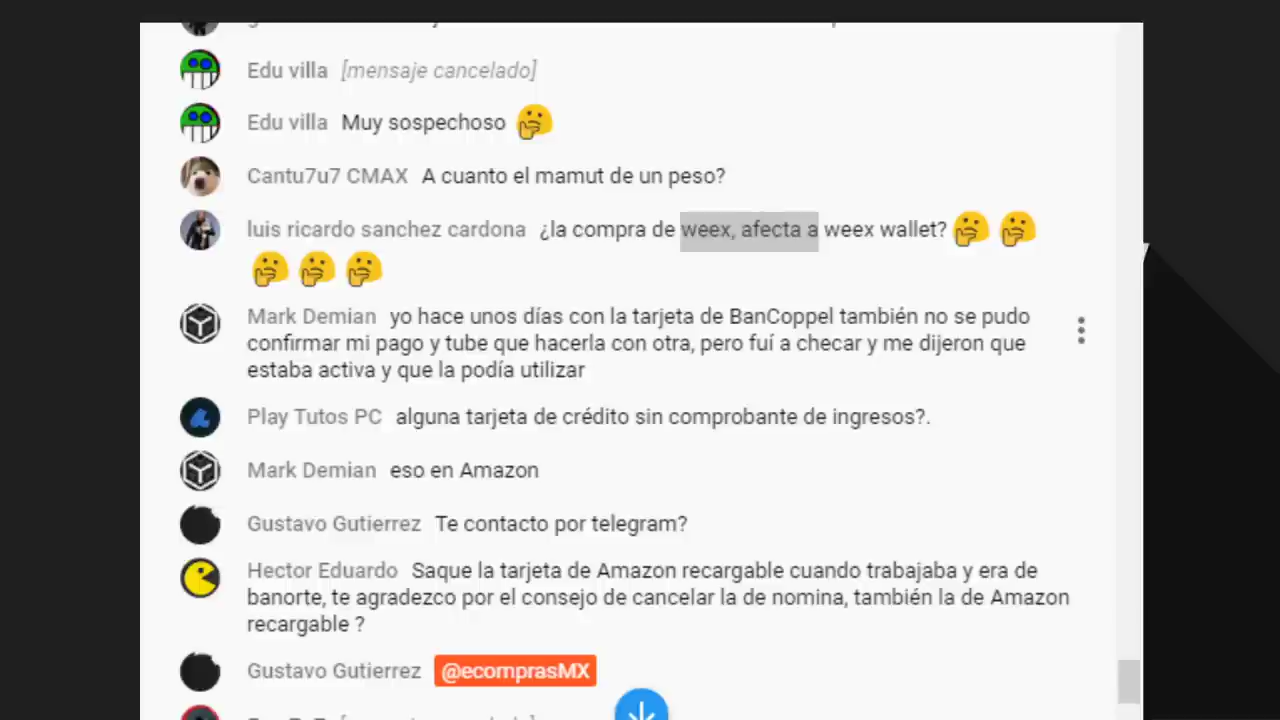 Edu villa [mensaje cancelado]
Edu villa Muy sospechoso
Cantu7u7 CMAX A cuanto el mamut de un peso?
luis ricardo sanchez cardona ¿la compra de weex, afecta a weex wallet?
Mark Demian yo hace unos días con la tarjeta de BanCoppel también no se pudo
confirmar mi pago y tube que hacerla con otra, pero fuí a checar y me dijeron que
estaba activa y que la podía utilizar
Play Tutos PC alguna tarjeta de crédito sin comprobante de ingresos?.
Mark Demian eso en Amazon
Gustavo Gutierrez Te contacto por telegram?
Hector Eduardo Saque la tarjeta de Amazon recargable cuando trabajaba y era de
banorte, te agradezco por el consejo de cancelar la de nomina, también la de Amazon
recargable ?
Gustavo Gutierrez @ecomprasMX